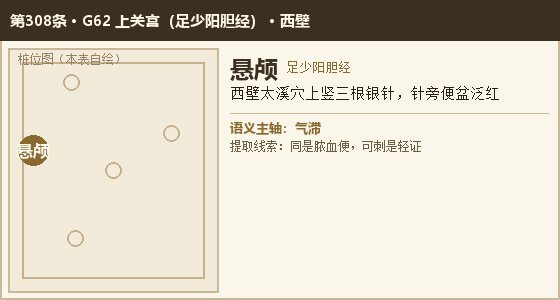 第308条・G62 上关宫（足少阳胆经）・西壁
桩位图（本表自绘）
悬颅
悬颅 足少阳胆经
西壁太溪穴上竖三根银针，针旁便盆泛红
语义主轴：气滞
提取线索：同是脓血便，可刺是轻证